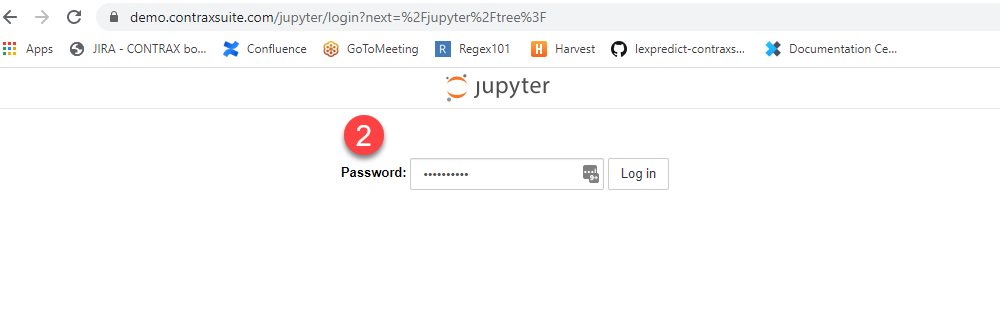 demo.contraxsuite.com/jupyter/login?next=%2Fjupyter%2Ftree%3F
Apps JIRA - CONTRAX bo... Confluence GoToMeeting R Regex101 H Harvest lexpredict-contraxs... Documentation Ce...
jupyter
2
Password: •••••••••• 9+ Log in